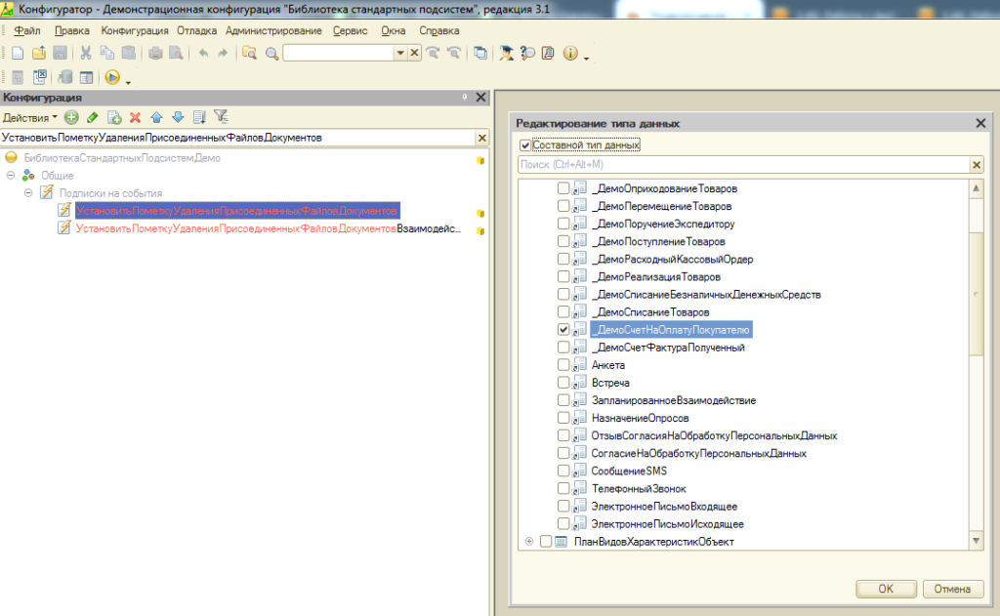 Конфигуратор - Демонстрационная конфигурация "Библиотека стандартных подсистем", редакция 3.1
Файл Правка Конфигурация Отладка Администрирование Сервис Окна Справка
Конфигурация
Действия
УстановитьПометкуУдаленияПрисоединенныхФайловДокументов
БиблиотекаСтандартныхПодсистемДемо
Общие
Подписки на события
УстановитьПометкуУдаленияПрисоединенныхФайловДокументов
УстановитьПометкуУдаленияПрисоединенныхФайловДокументовВзаимодейс...
Редактирование типа данных
Составной тип данных
Поиск (Ctrl+Alt+M)
_ДемоОприходованиеТоваров
_ДемоПеремещениеТоваров
_ДемоПоручениеЭкспедитору
_ДемоПоступлениеТоваров
_ДемоРасходныйКассовыйОрдер
_ДемоРеализацияТоваров
_ДемоСписаниеБезналичныхДенежныхСредств
_ДемоСписаниеТоваров
_ДемоСчетНаОплатуПокупателю
_ДемоСчетФактураПолученный
Анкета
Встреча
ЗапланированноеВзаимодействие
НазначениеОпросов
ОтзывСогласияНаОбработкуПерсональныхДанных
СогласиеНаОбработкуПерсональныхДанных
СообщениеSMS
ТелефонныйЗвонок
ЭлектронноеПисьмоВходящее
ЭлектронноеПисьмоИсходящее
ПланВидовХарактеристикОбъект
OK Отмена